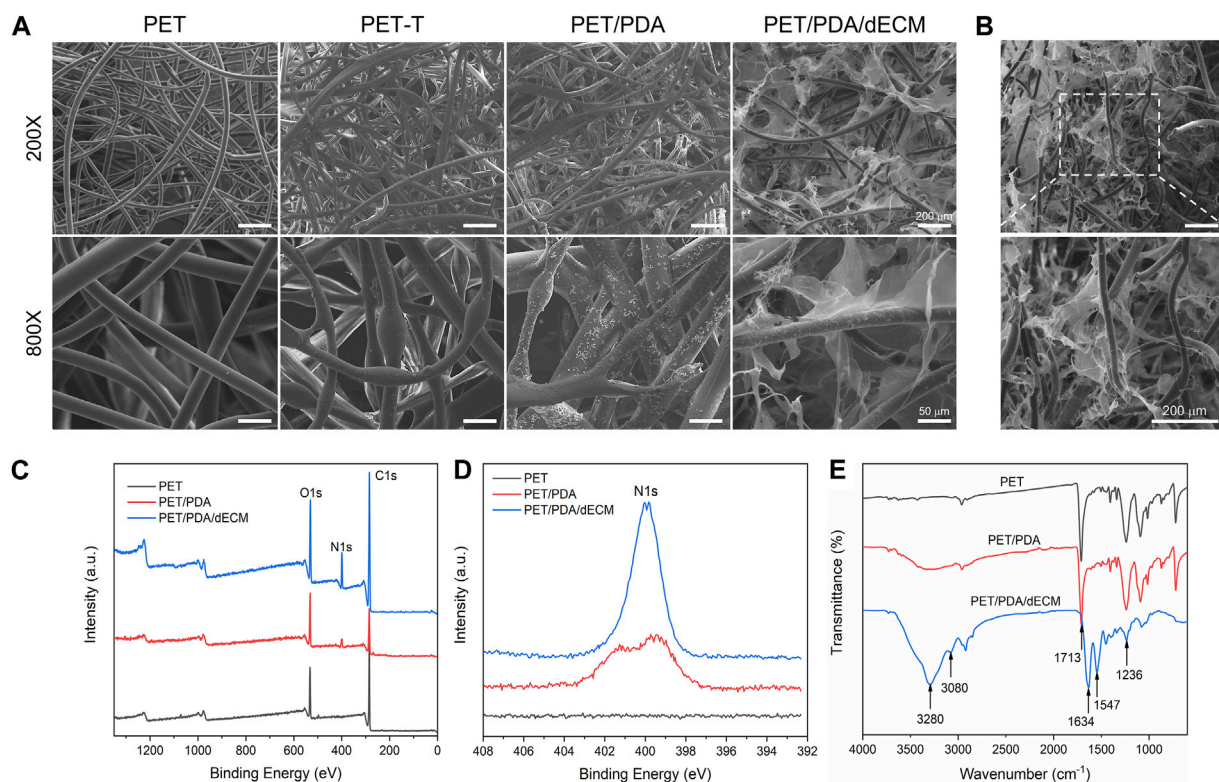 A
PET
PET-T
PET/PDA
PET/PDA/dECM
B
200X
200 μm
800X
50 μm
200 μm
C
PET
PET/PDA
PET/PDA/dECM
O1s
N1s
C1s
Intensity (a.u.)
1200 1000 800 600 400 200 0
Binding Energy (eV)
D
PET
PET/PDA
PET/PDA/dECM
N1s
Intensity (a.u.)
408 406 404 402 400 398 396 394 392
Binding Energy (eV)
E
PET
PET/PDA
PET/PDA/dECM
1713
3080
3280
1236
1547
1634
Transmittance (%)
4000 3000 2000 1500 1000
Wavenumber (cm⁻¹)